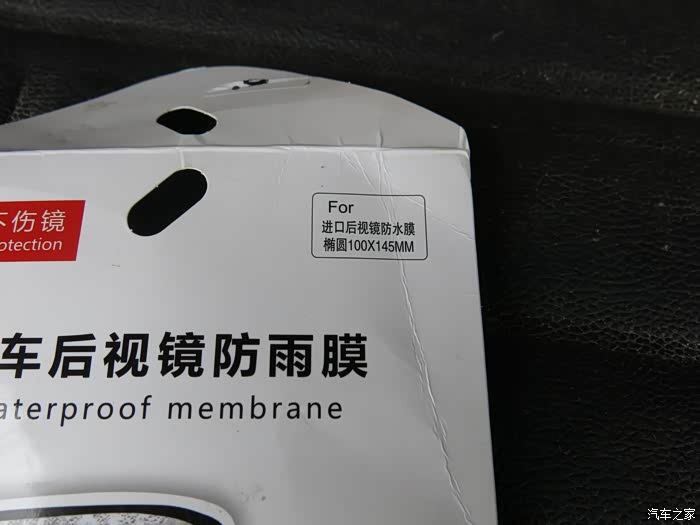 不伤镜
otection
For
进口后视镜防水膜
椭圆100X145MM
车后视镜防雨膜
aterproof membrane
汽车之家